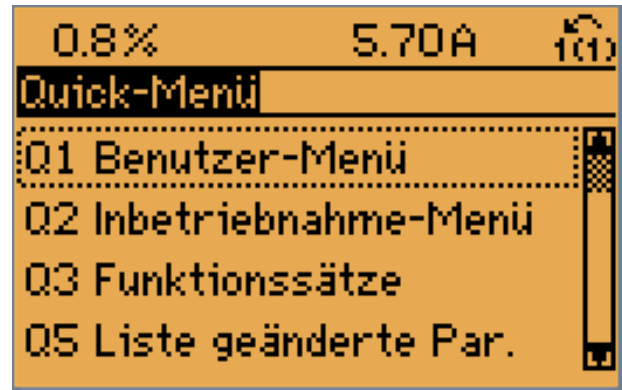 0.8% 5.70A 1(1)
Quick-Menü
Q1 Benutzer-Menü
Q2 Inbetriebnahme-Menü
Q3 Funktionssätze
Q5 Liste geänderte Par.